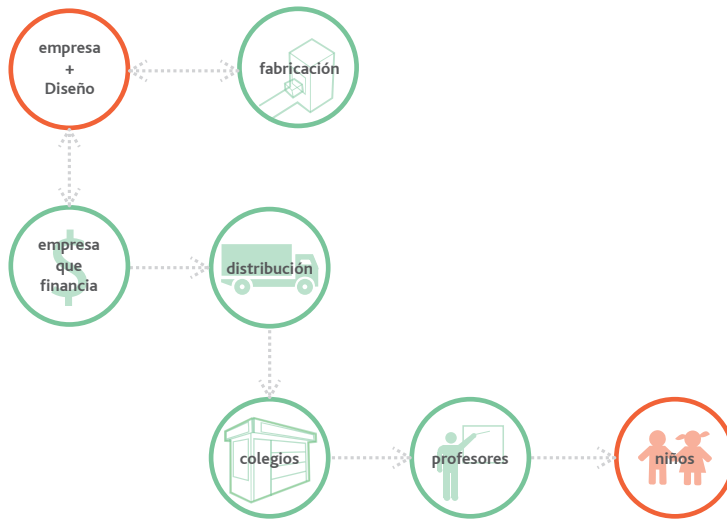 empresa
+
Diseño
fabricación
empresa
que
financia
distribución
colegios
profesores
niños